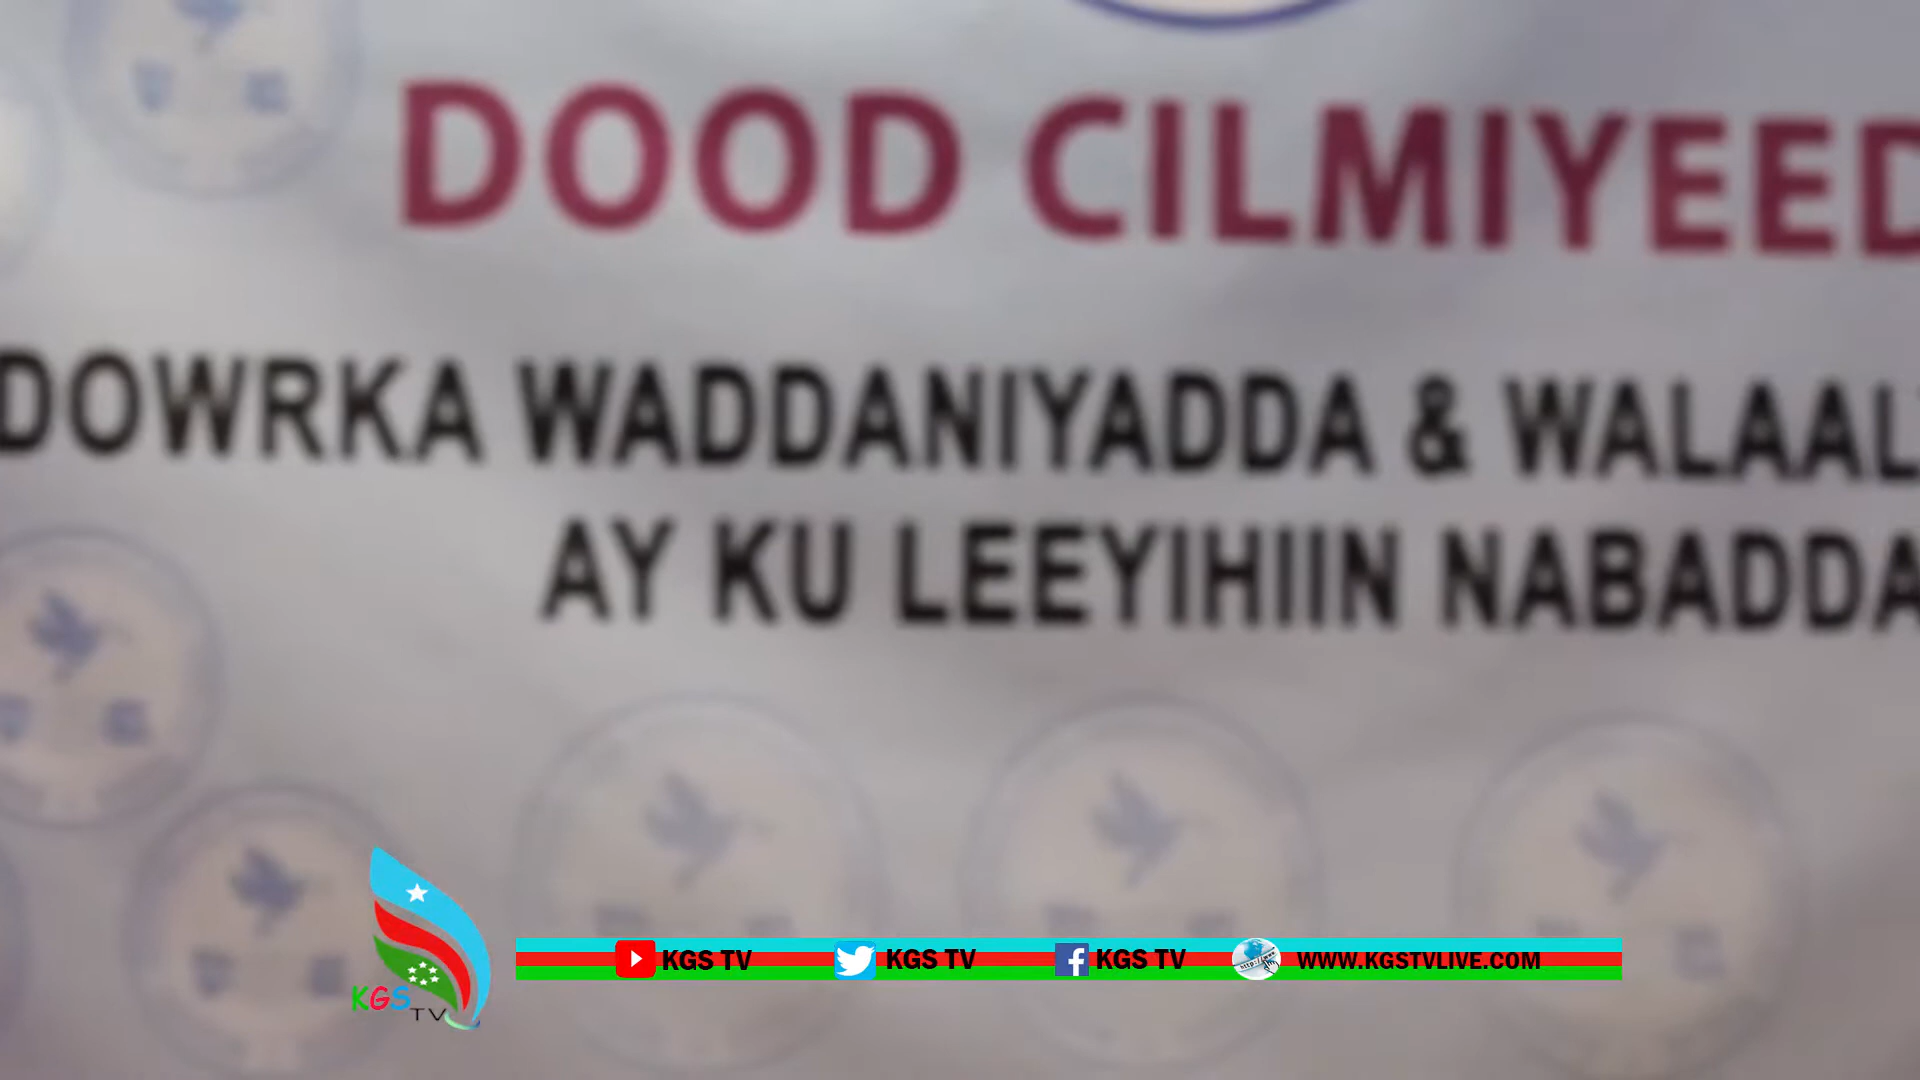 DOOD CILMIYEED
DOWRKA WADDANIYADDA & WALAAL
AY KU LEEYIHIIN NABADDA
KGS TV
KGS TV KGS TV KGS TV WWW.KGSTVLIVE.COM